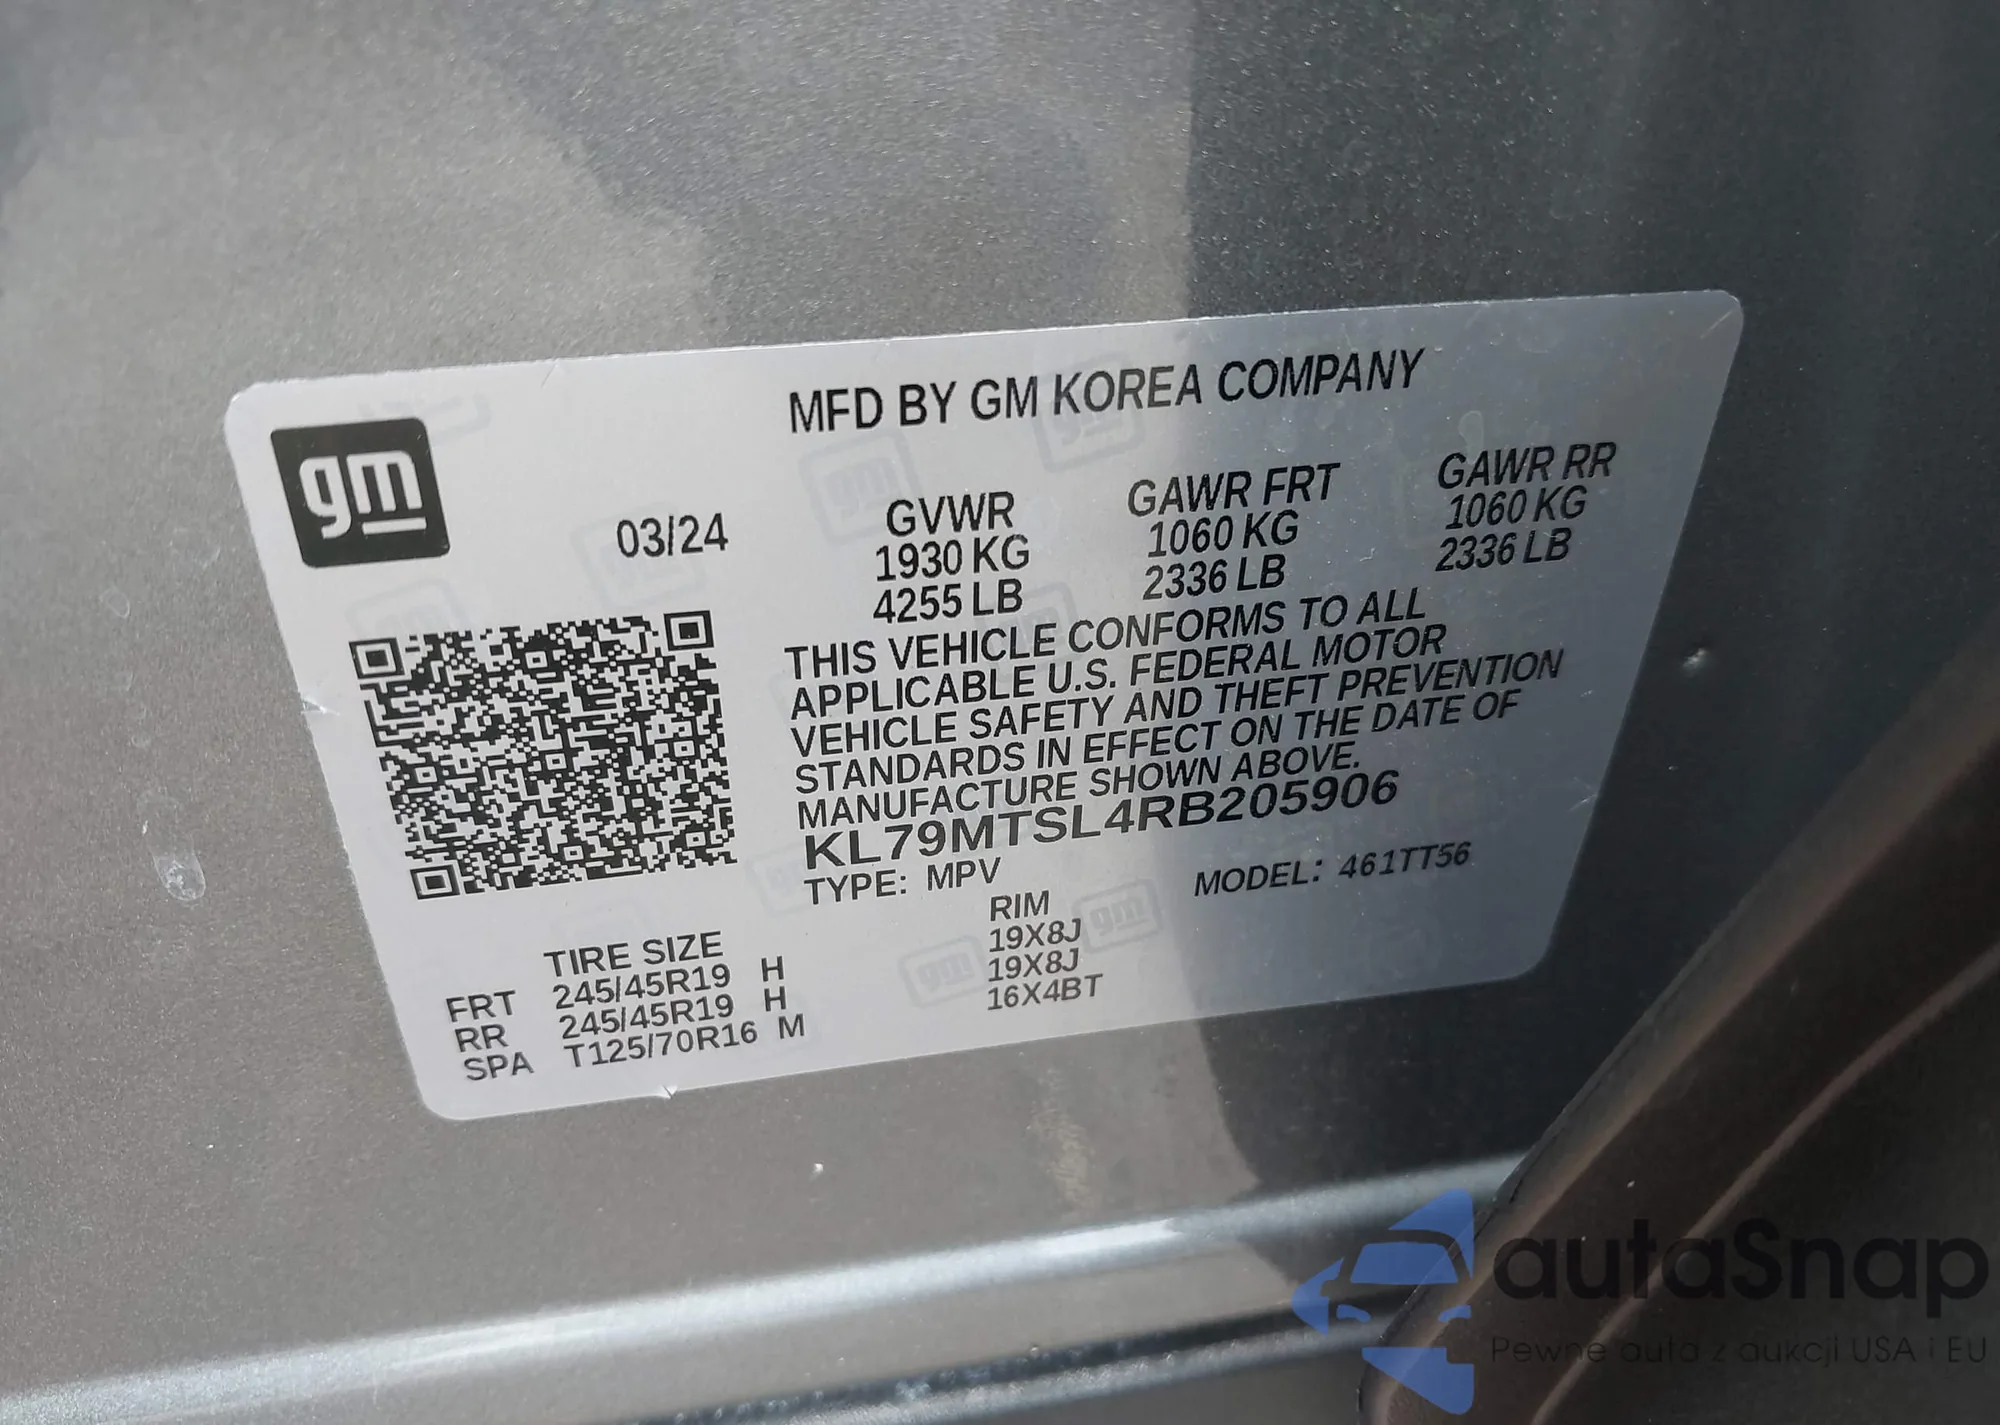 MFD BY GM KOREA COMPANY
gm
03/24
GVWR GAWR FRT GAWR RR
1930 KG 1060 KG 1060 KG
4255 LB 2336 LB 2336 LB
THIS VEHICLE CONFORMS TO ALL
APPLICABLE U.S. FEDERAL MOTOR
VEHICLE SAFETY AND THEFT PREVENTION
STANDARDS IN EFFECT ON THE DATE OF
MANUFACTURE SHOWN ABOVE.
KL79MTSL4RB205906
TYPE: MPV MODEL: 461TT56
TIRE SIZE RIM
FRT 245/45R19 H 19X8J
RR 245/45R19 H 19X8J
SPA T125/70R16 M 16X4BT
autaSnap
Pewne auta z aukcji USA i EU